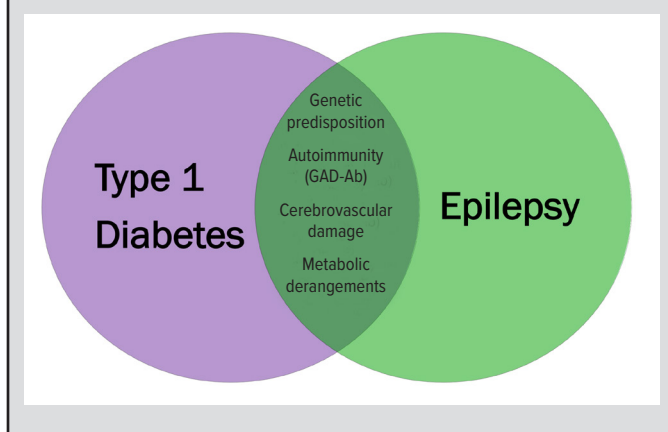 Type 1
Diabetes
Genetic
predisposition
Autoimmunity
(GAD-Ab)
Cerebrovascular
damage
Metabolic
derangements
Epilepsy